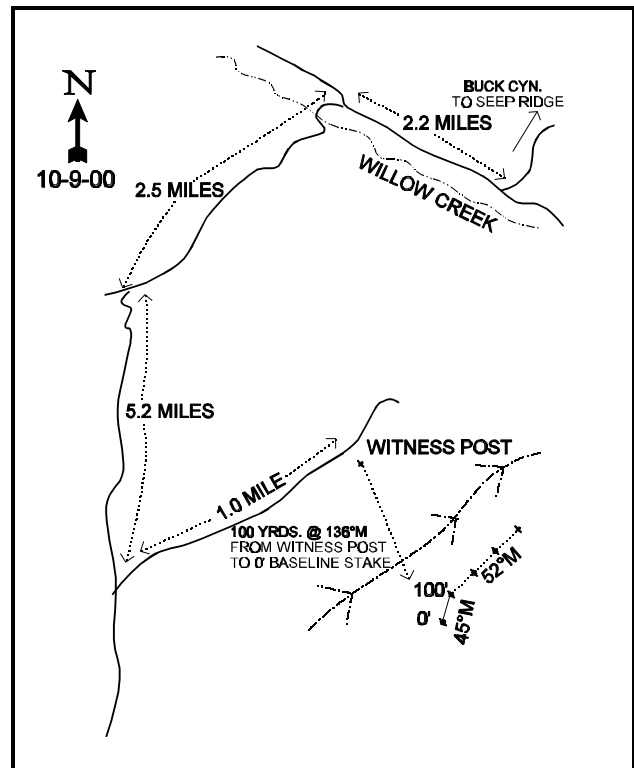 N
10-9-00
BUCK CYN.
TO SEEP RIDGE
2.2 MILES
WILLOW CREEK
2.5 MILES
5.2 MILES
WITNESS POST
1.0 MILE
100 YRDS. @ 136°M
FROM WITNESS POST
TO 0' BASELINE STAKE
52°M
100'
0'
45°M